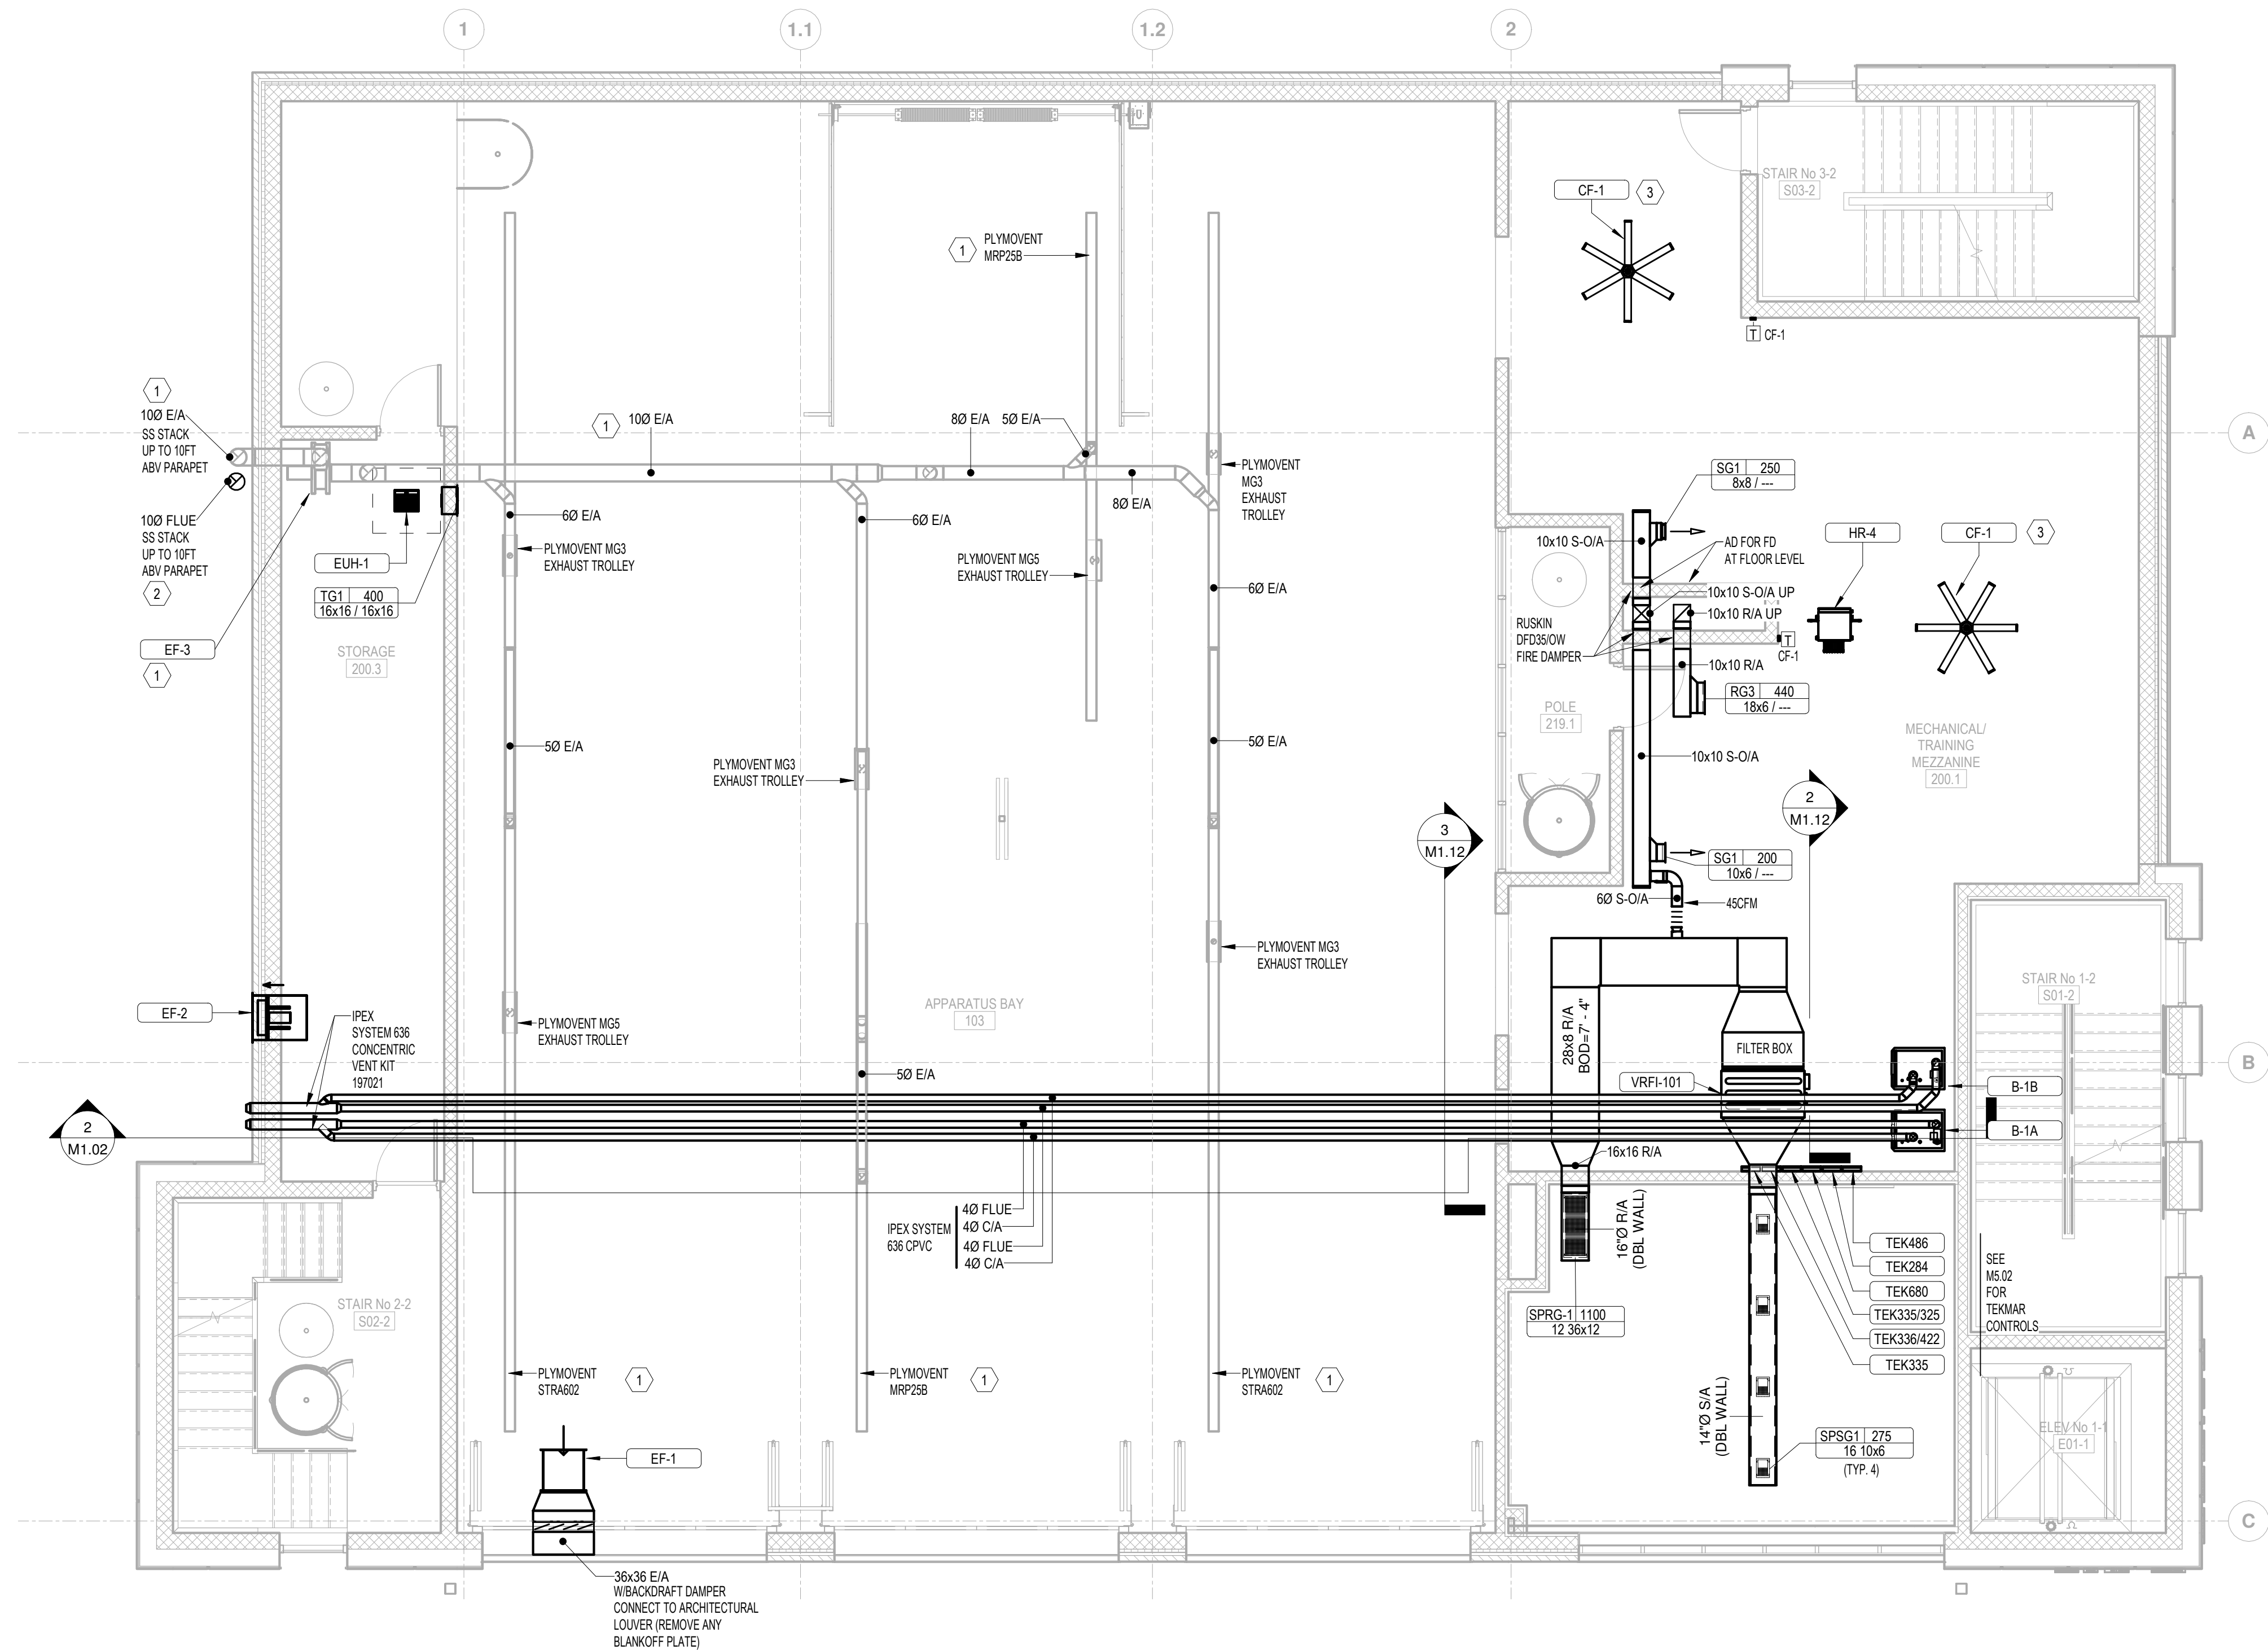 1
1.1
1.2
2
A
B
C
STAIR No 3-2
S03-2
CF-1
3
T CF-1
1
PLYMOVENT
MRP25B
1
10Ø E/A
SS STACK
UP TO 10FT
ABV PARAPET
10Ø FLUE
SS STACK
UP TO 10FT
ABV PARAPET
2
EF-3
1
EUH-1
TG1 400
16x16 / 16x16
STORAGE
200.3
1
10Ø E/A
8Ø E/A
5Ø E/A
8Ø E/A
6Ø E/A
PLYMOVENT MG3
EXHAUST TROLLEY
6Ø E/A
PLYMOVENT MG5
EXHAUST TROLLEY
PLYMOVENT
MG3
EXHAUST
TROLLEY
6Ø E/A
5Ø E/A
PLYMOVENT MG3
EXHAUST TROLLEY
5Ø E/A
SG1 250
8x8 / ---
10x10 S-O/A
AD FOR FD
AT FLOOR LEVEL
10x10 S-O/A UP
10x10 R/A UP
RUSKIN
DFD35/OW
FIRE DAMPER
T
CF-1
10x10 R/A
RG3 440
18x6 / ---
HR-4
CF-1
3
POLE
219.1
MECHANICAL/
TRAINING
MEZZANINE
200.1
10x10 S-O/A
2
M1.12
3
M1.12
SG1 200
10x6 / ---
6Ø S-O/A
45CFM
PLYMOVENT MG3
EXHAUST TROLLEY
STAIR No 1-2
S01-2
EF-2
IPEX
SYSTEM 636
CONCENTRIC
VENT KIT
197021
PLYMOVENT MG5
EXHAUST TROLLEY
APPARATUS BAY
103
5Ø E/A
28x8 R/A
BOD=7' - 4"
FILTER BOX
VRFI-101
B-1B
B-1A
2
M1.02
16x16 R/A
16"Ø R/A
(DBL WALL)
IPEX SYSTEM
636 CPVC
4Ø FLUE
4Ø C/A
4Ø FLUE
4Ø C/A
TEK486
TEK284
TEK680
TEK335/325
TEK336/422
TEK335
SEE
M5.02
FOR
TEKMAR
CONTROLS
SPRG-1 1100
12 36x12
STAIR No 2-2
S02-2
PLYMOVENT
STRA602
1
PLYMOVENT
MRP25B
1
PLYMOVENT
STRA602
1
14"Ø S/A
(DBL WALL)
SPSG1 275
16 10x6
(TYP. 4)
ELEV No 1-1
E01-1
EF-1
36x36 E/A
W/BACKDRAFT DAMPER
CONNECT TO ARCHITECTURAL
LOUVER (REMOVE ANY
BLANKOFF PLATE)